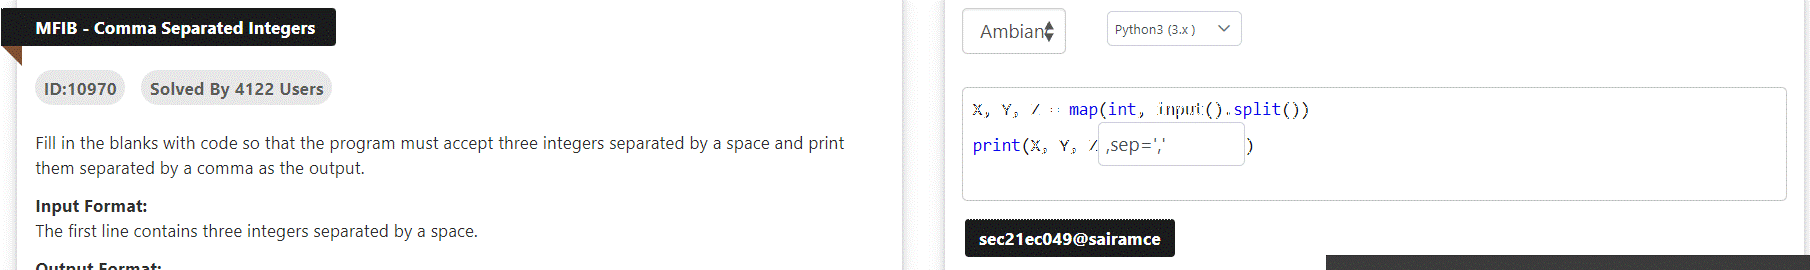 MFIB - Comma Separated Integers
ID:10970 Solved By 4122 Users
Fill in the blanks with code so that the program must accept three integers separated by a space and print
them separated by a comma as the output.
Input Format:
The first line contains three integers separated by a space.
Output Format:
Ambian Python3 (3.x )
X, Y, Z = map(int, input().split())
print(X, Y, Z ,sep=',' )
sec21ec049@sairamce